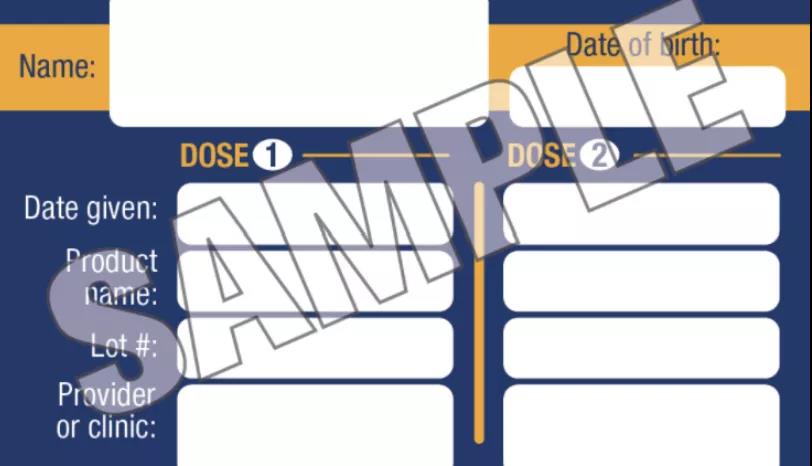 Name:
Date of birth:
DOSE 1
DOSE 2
Date given:
Product
name:
Lot #:
Provider
or clinic:
SAMPLE